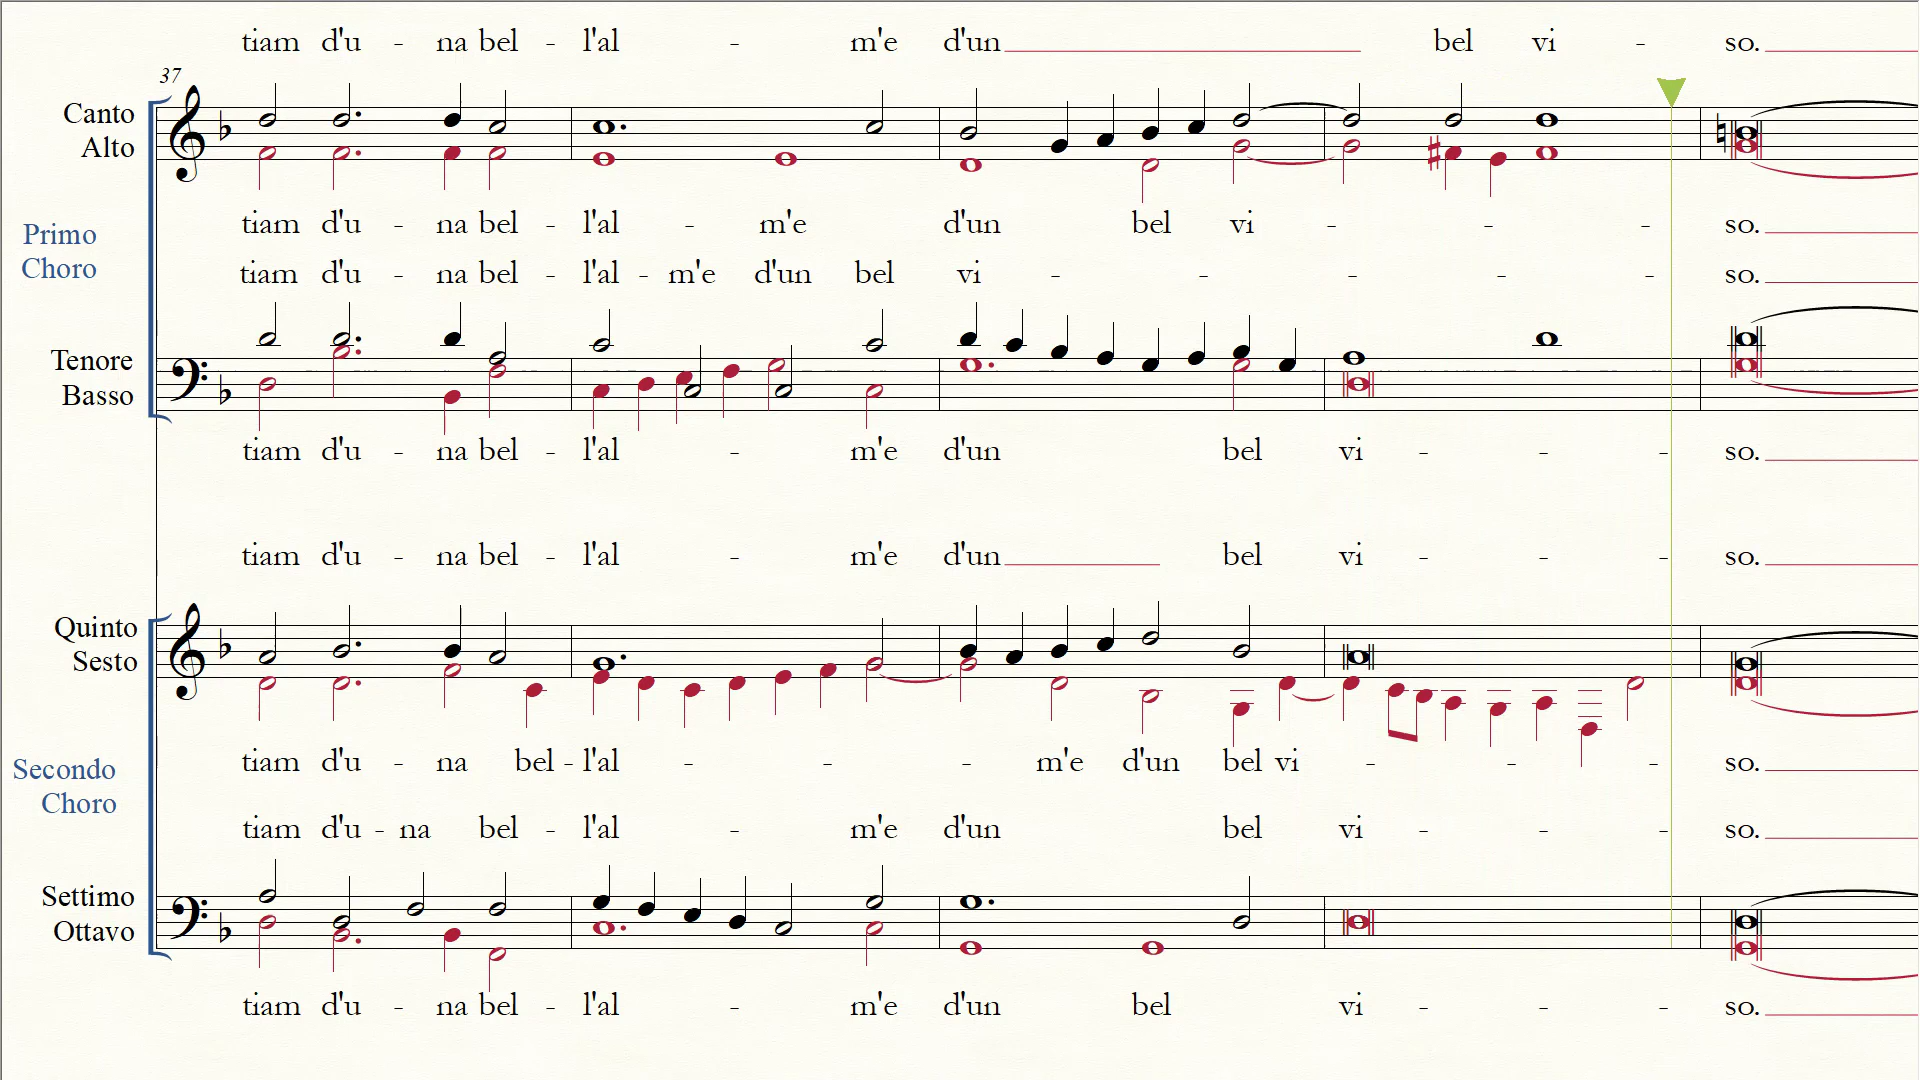 tiam d'u - na bel - l'al - m'e d'un bel vi - so.
37
Canto
Alto
tiam d'u - na bel - l'al - m'e d'un bel vi - - - so.
Primo
Choro
tiam d'u - na bel - l'al - m'e d'un bel vi - - - - - so.
Tenore
Basso
tiam d'u - na bel - l'al - m'e d'un bel vi - - - so.
tiam d'u - na bel - l'al - m'e d'un bel vi - - - so.
Quinto
Sesto
tiam d'u - na bel - l'al - - - m'e d'un bel vi - - - so.
Secondo
Choro
tiam d'u - na bel - l'al - m'e d'un bel vi - - - so.
Settimo
Ottavo
tiam d'u - na bel - l'al - m'e d'un bel vi - - - so.